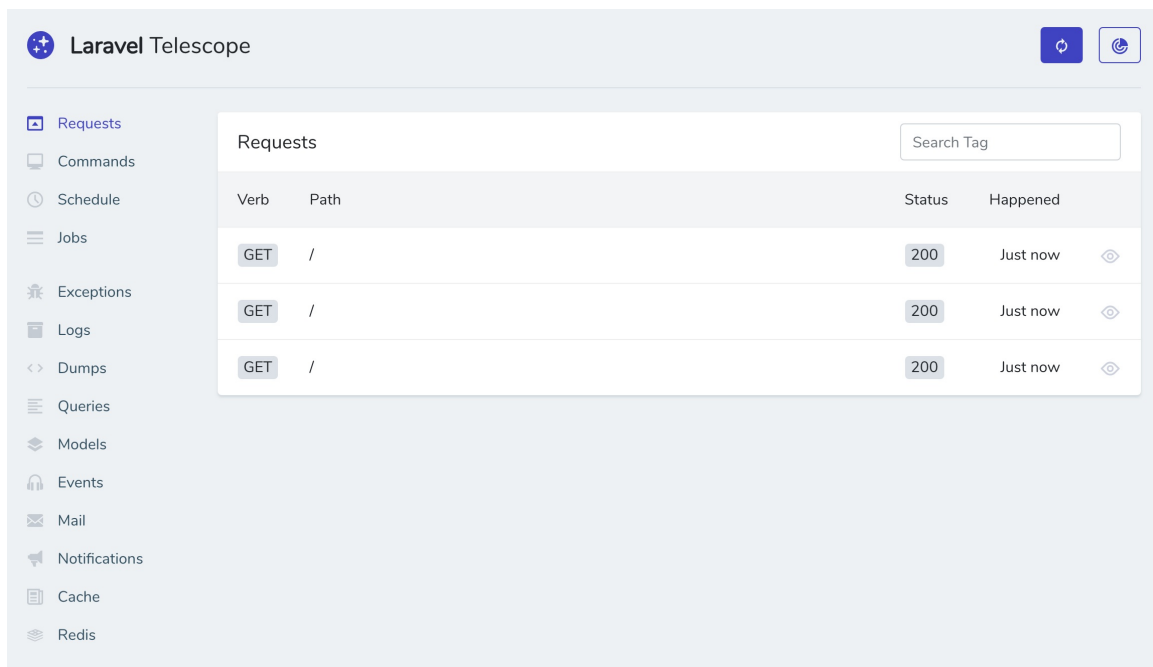 Laravel Telescope
Requests
Commands
Schedule
Jobs
Exceptions
Logs
Dumps
Queries
Models
Events
Mail
Notifications
Cache
Redis
Requests
Search Tag
Verb Path Status Happened
GET / 200 Just now
GET / 200 Just now
GET / 200 Just now